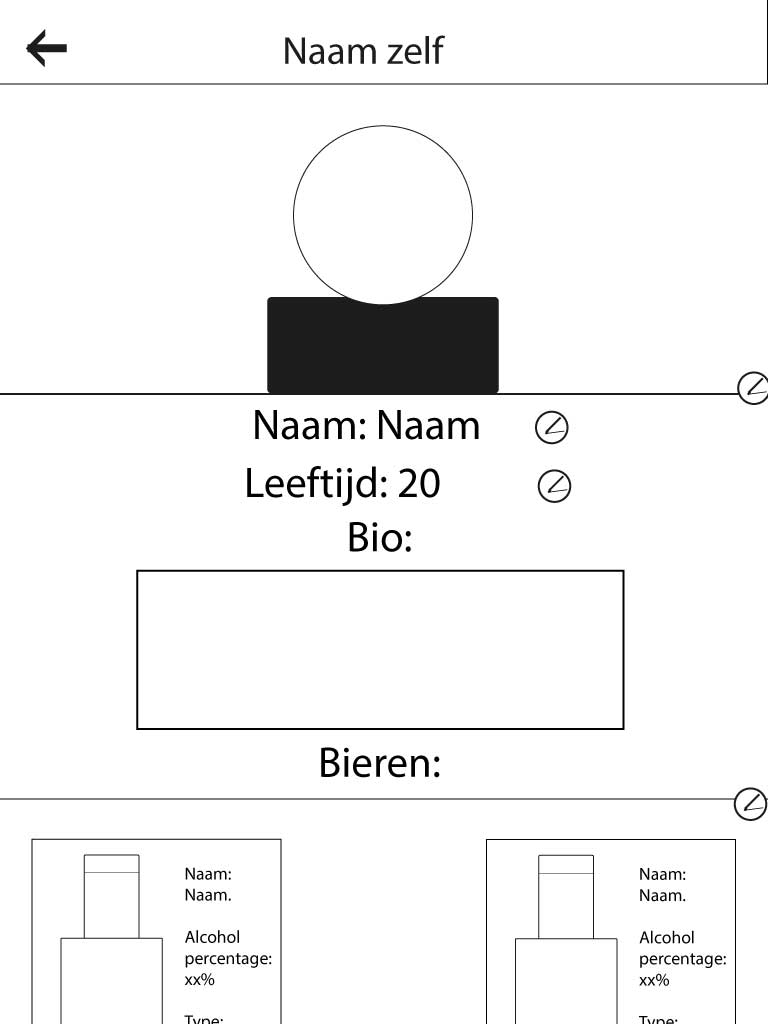 Naam zelf
Naam: Naam
Leeftijd: 20
Bio:
Bieren:
Naam:
Naam.
Alcohol
percentage:
xx%
Type:
Naam:
Naam.
Alcohol
percentage:
xx%
Type: